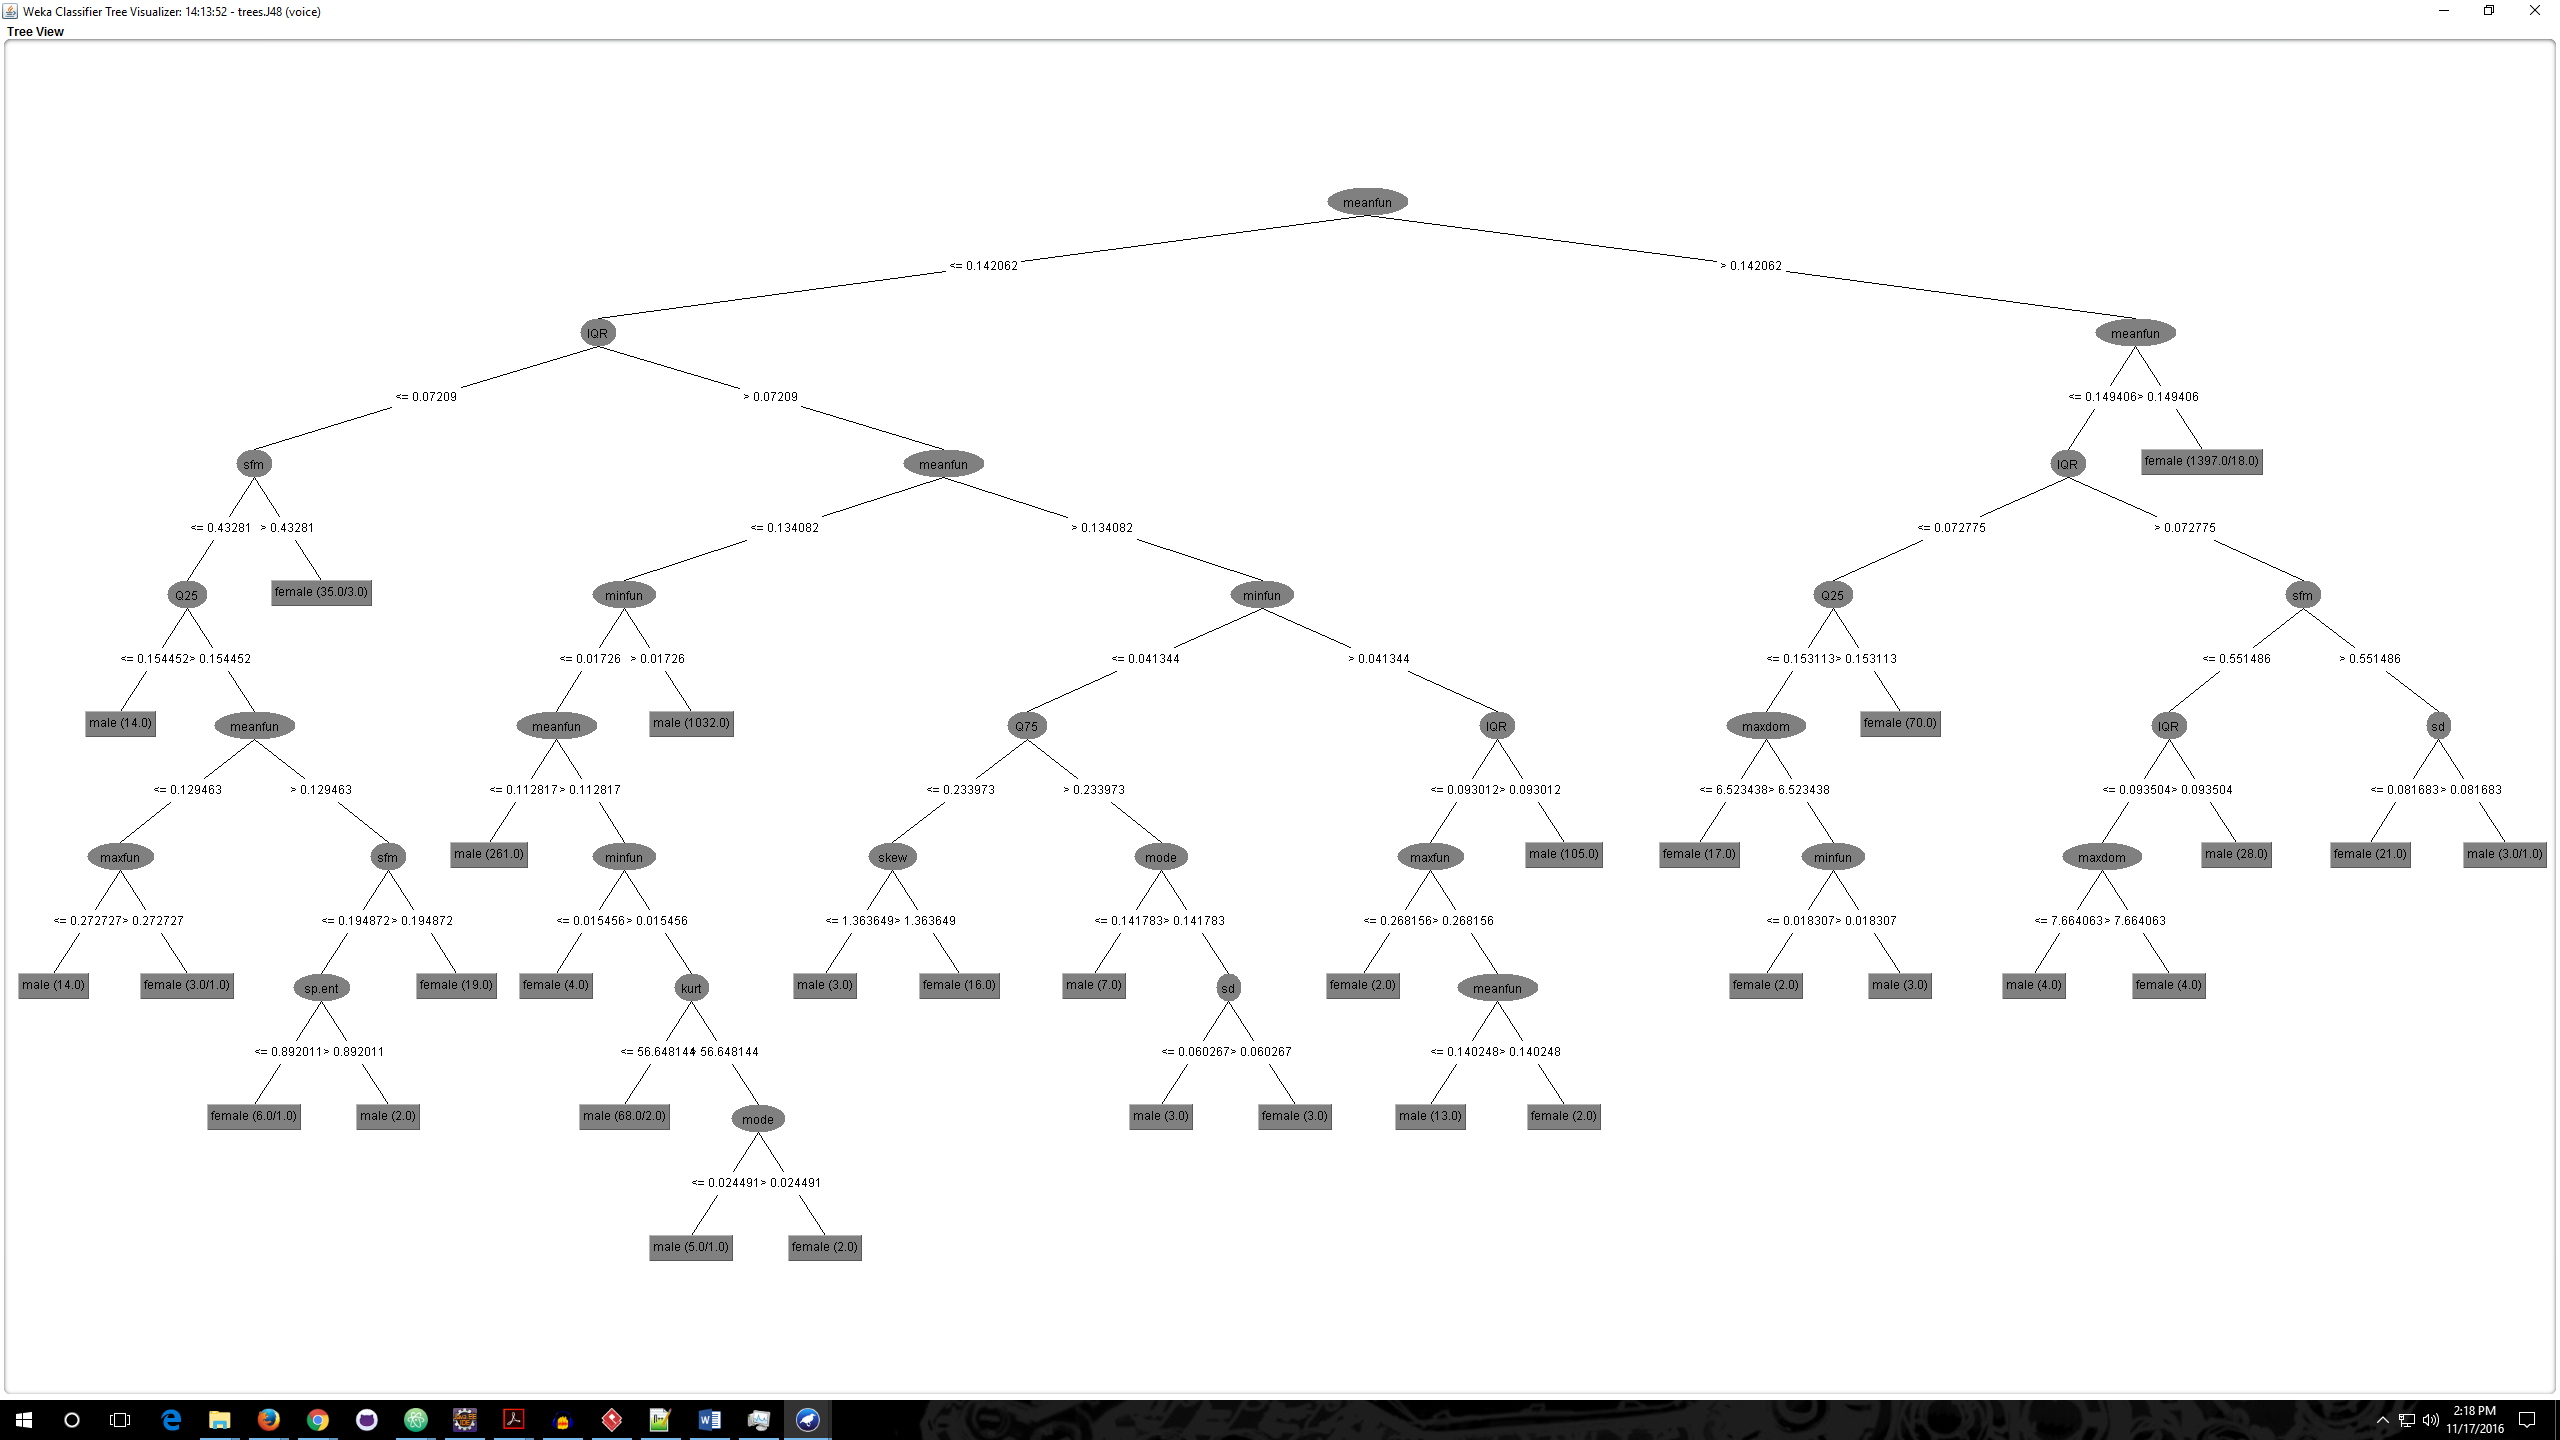 Weka Classifier Tree Visualizer: 14:13:52 - trees.J48 (voice)
Tree View
meanfun
<= 0.142062 > 0.142062
IQR meanfun
<= 0.07209 > 0.07209 <= 0.149406 > 0.149406
sfm meanfun IQR female (1397.0/18.0)
<= 0.43281 > 0.43281 <= 0.134082 > 0.134082 <= 0.072775 > 0.072775
Q25 female (35.0/3.0) minfun minfun Q25 sfm
<= 0.154452 > 0.154452 <= 0.01726 > 0.01726 <= 0.041344 > 0.041344 <= 0.153113 > 0.153113 <= 0.551486 > 0.551486
male (14.0) meanfun meanfun male (1032.0) Q75 IQR maxdom female (70.0) IQR sd
<= 0.129463 > 0.129463 <= 0.112817 > 0.112817 <= 0.233973 > 0.233973 <= 0.093012 > 0.093012 <= 6.523438 > 6.523438 <= 0.093504 > 0.093504 <= 0.081683 > 0.081683
maxfun sfm male (261.0) minfun skew mode maxfun male (105.0) female (17.0) minfun maxdom male (28.0) female (21.0) male (3.0/1.0)
<= 0.272727 > 0.272727 <= 0.194872 > 0.194872 <= 0.015456 > 0.015456 <= 1.363649 > 1.363649 <= 0.141783 > 0.141783 <= 0.268156 > 0.268156 <= 0.018307 > 0.018307 <= 7.664063 > 7.664063
male (14.0) female (3.0/1.0) sp.ent female (19.0) female (4.0) kurt male (3.0) female (16.0) male (7.0) sd female (2.0) meanfun female (2.0) male (3.0) male (4.0) female (4.0)
<= 0.892011 > 0.892011 <= 56.648144 > 56.648144 <= 0.060267 > 0.060267 <= 0.140248 > 0.140248
female (6.0/1.0) male (2.0) male (68.0/2.0) mode male (3.0) female (3.0) male (13.0) female (2.0)
<= 0.024491 > 0.024491
male (5.0/1.0) female (2.0)
2:18 PM
11/17/2016